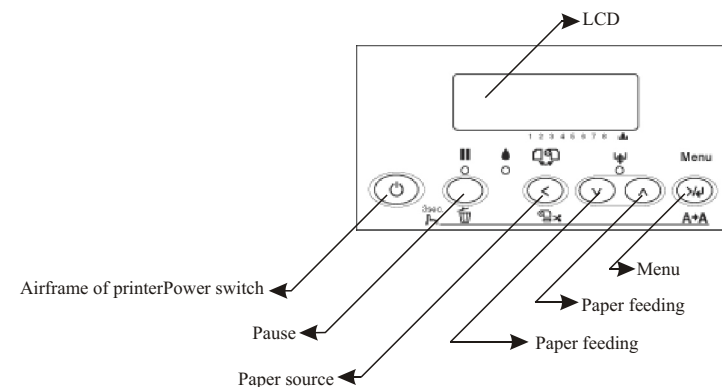 LCD
1 2 3 4 5 6 7 8
Menu
3sec.
A→A
Airframe of printerPower switch
Menu
Paper feeding
Pause
Paper feeding
Paper source